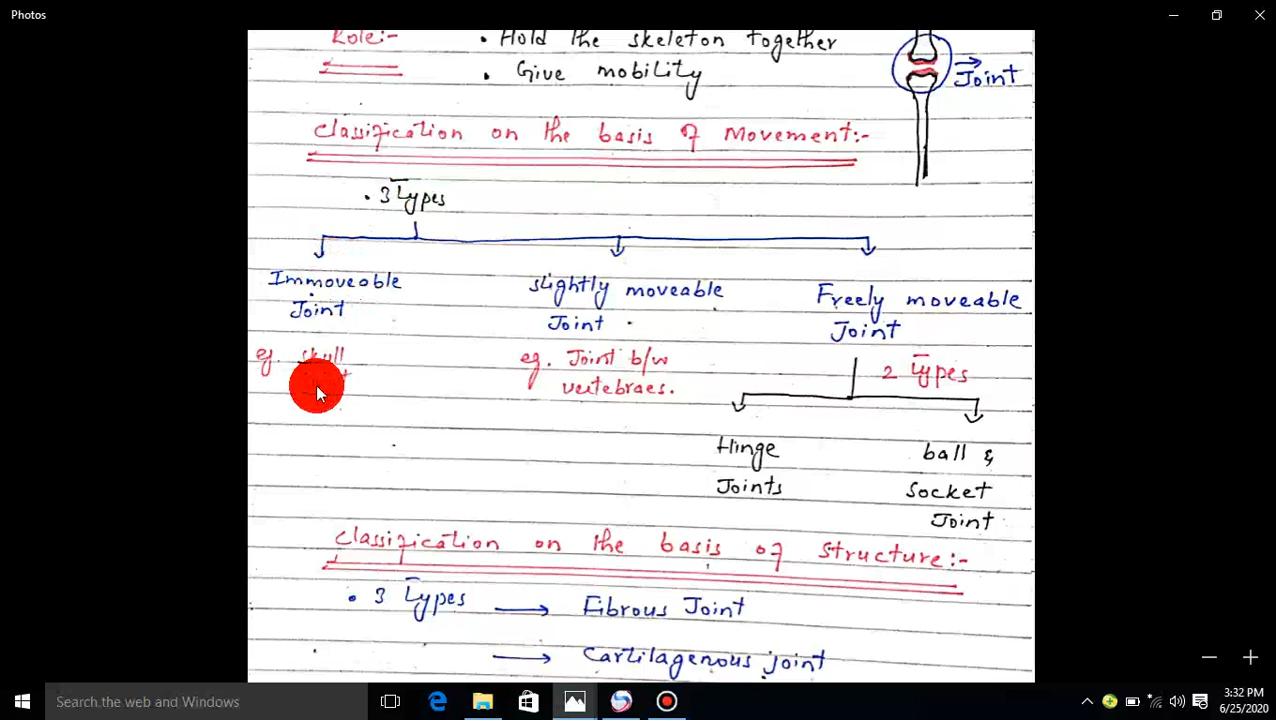 Photos
Role:-
• Hold the skeleton together
• Give mobility
Joint
Classification on the basis of Movement:-
• 3 Types
Immoveable Joint
slightly moveable Joint
Freely moveable Joint
eg. skull
eg. Joint b/w vertebraes.
2 Types
Hinge Joints
ball & Socket Joint
Classification on the basis of structure:-
• 3 Types → Fibrous Joint
→ Cartilagenous joint
Search the web and Windows
3:32 PM
6/25/2020